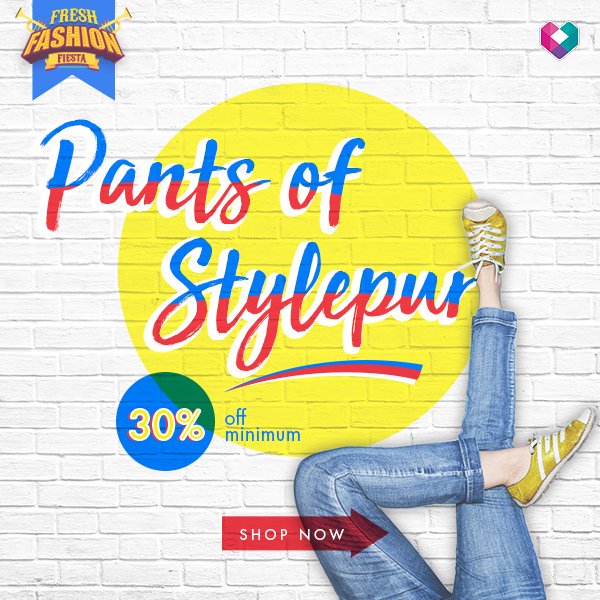 FRESH
FASHION
FIESTA
Pants of
Stylepur
30% off
minimum
SHOP NOW